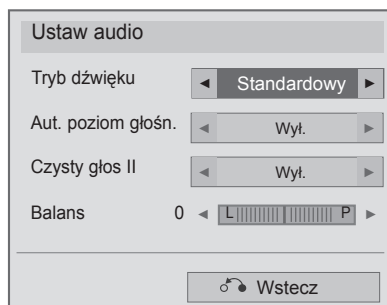 Ustaw audio
Tryb dźwięku ◄ Standardowy ►
Aut. poziom głośn. ◄ Wył. ►
Czysty głos II ◄ Wył. ►
Balans 0 ◄ L P ►
Wstecz